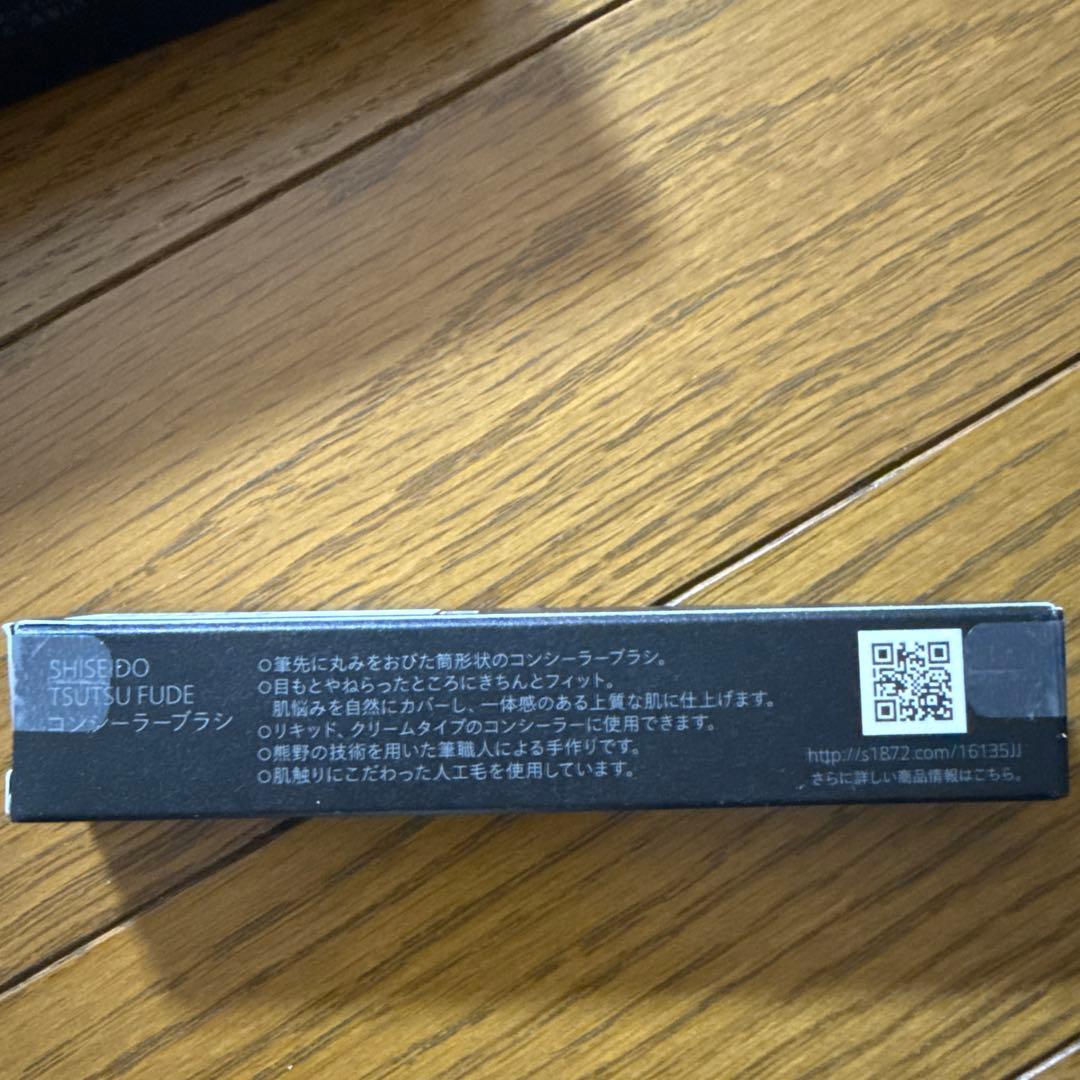 SHISEIDO
TSUTSU FUDE
コンシーラーブラシ
○筆先に丸みをおびた筒形状のコンシーラーブラシ。
○目もとやねらったところにきちんとフィット。
肌悩みを自然にカバーし、一体感のある上質な肌に仕上げます。
○リキッド、クリームタイプのコンシーラーに使用できます。
○熊野の技術を用いた筆職人による手作りです。
○肌触りにこだわった人工毛を使用しています。
http://s1872.com/16135JJ
さらに詳しい商品情報はこちら。